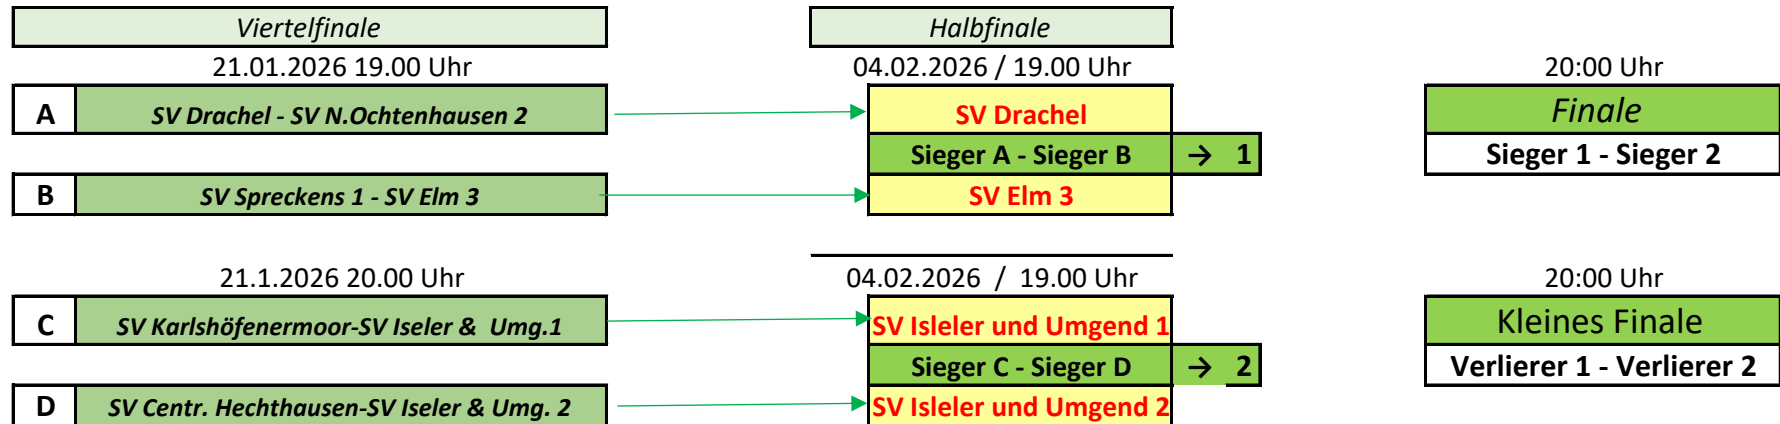 Viertelfinale Halbfinale
21.01.2026 19.00 Uhr 04.02.2026 / 19.00 Uhr 20:00 Uhr
A SV Drachel - SV N.Ochtenhausen 2 SV Drachel Finale
Sieger A - Sieger B → 1 Sieger 1 - Sieger 2
B SV Spreckens 1 - SV Elm 3 SV Elm 3
21.1.2026 20.00 Uhr 04.02.2026 / 19.00 Uhr 20:00 Uhr
C SV Karlshöfenermoor-SV Iseler & Umg.1 SV Isleler und Umgend 1 Kleines Finale
Sieger C - Sieger D → 2 Verlierer 1 - Verlierer 2
D SV Centr. Hechthausen-SV Iseler & Umg. 2 SV Isleler und Umgend 2